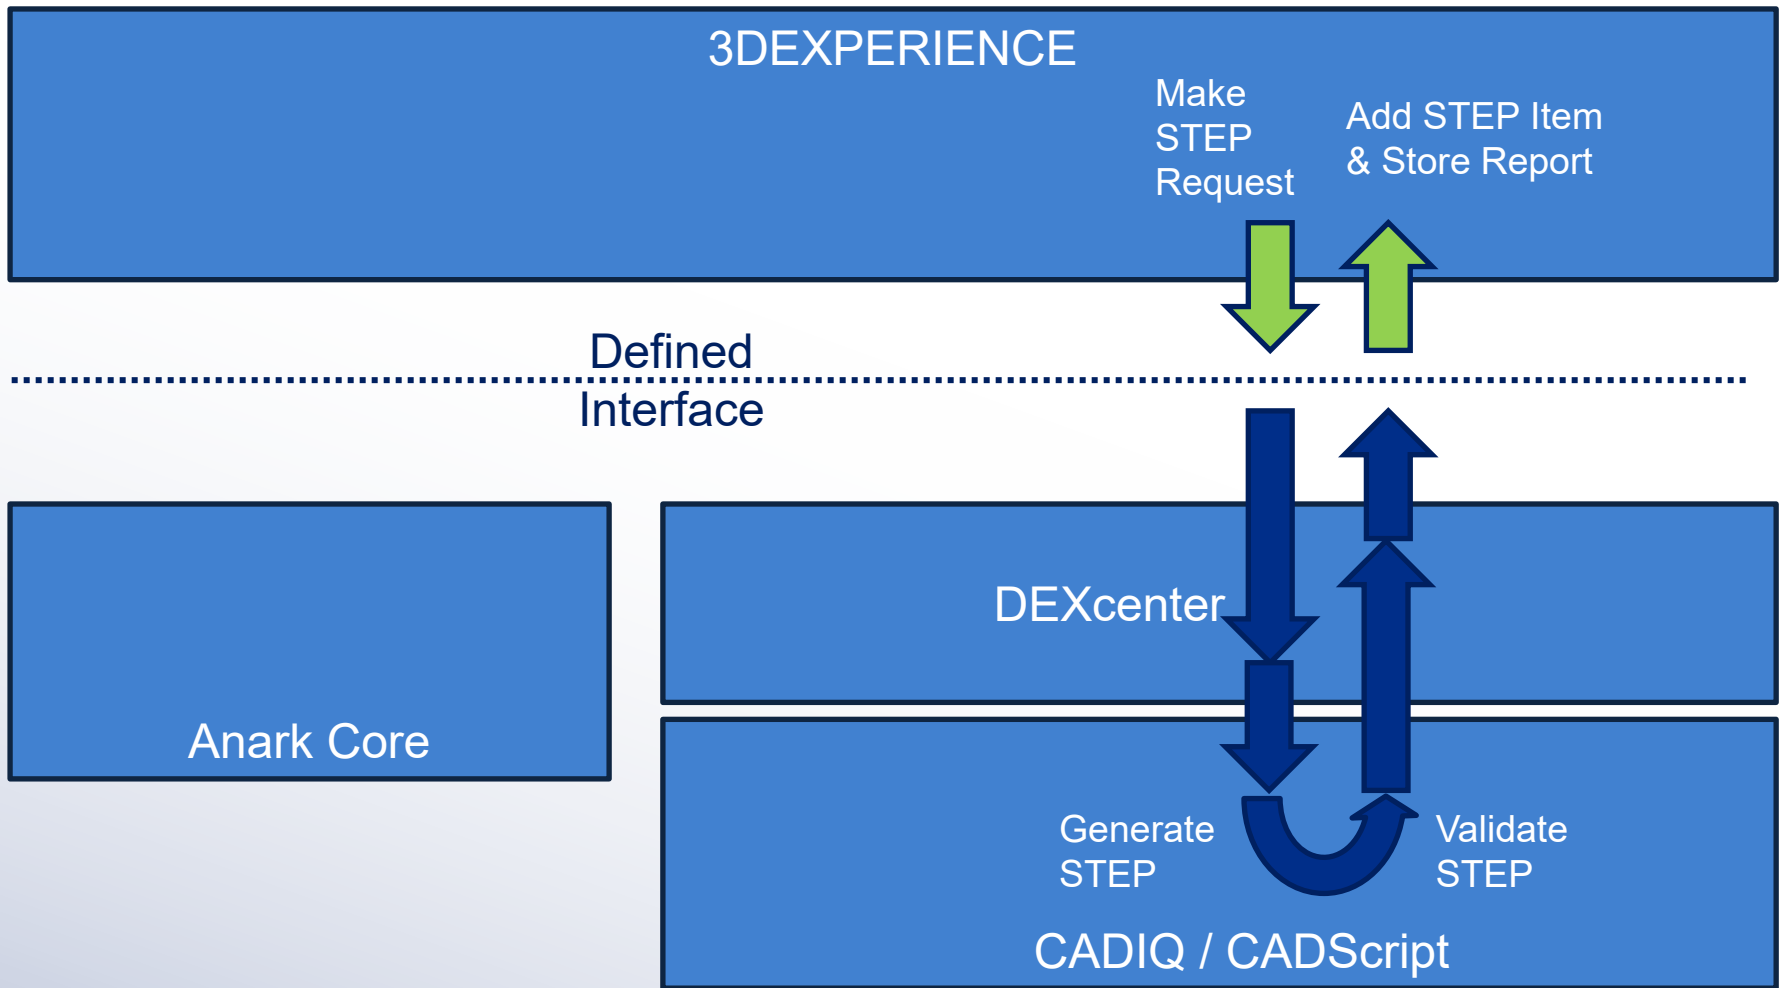 3DEXPERIENCE
Make
STEP
Request
Add STEP Item
& Store Report
Defined
Interface
DEXcenter
Anark Core
Generate
STEP
Validate
STEP
CADIQ / CADScript